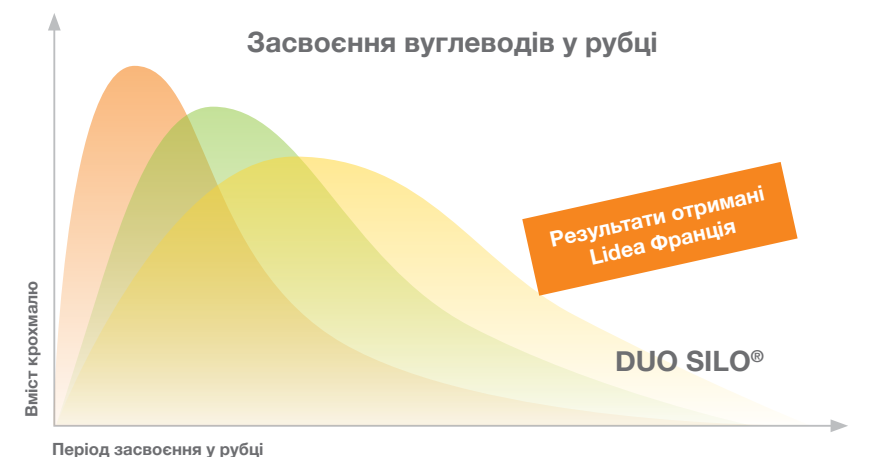 Засвоєння вуглеводів у рубці
Результати отримані
Lidea Франція
DUO SILO®
Вміст крохмалю
Період засвоєння у рубці